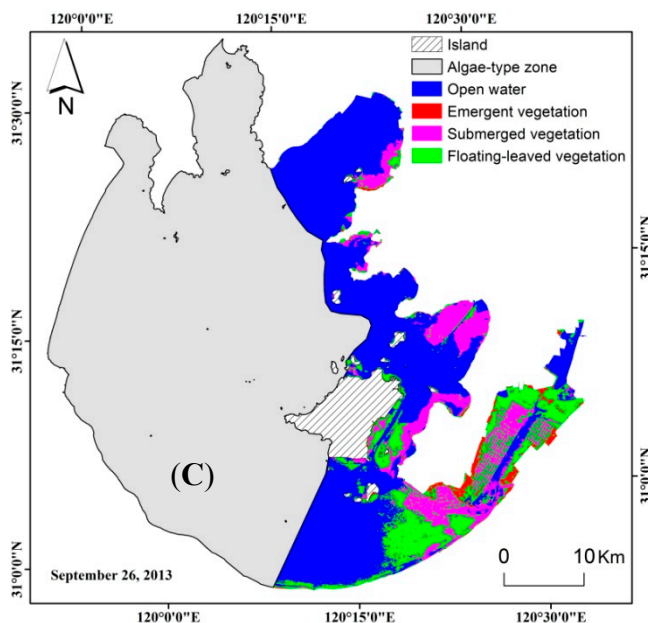 120°0'0"E 120°15'0"E 120°30'0"E
Island
Algae-type zone
Open water
Emergent vegetation
Submerged vegetation
Floating-leaved vegetation
N
31°30'0"N
31°15'0"N
31°15'0"N
31°0'0"N
(C)
31°0'0"N
September 26, 2013
0 10 Km
120°0'0"E 120°15'0"E 120°30'0"E